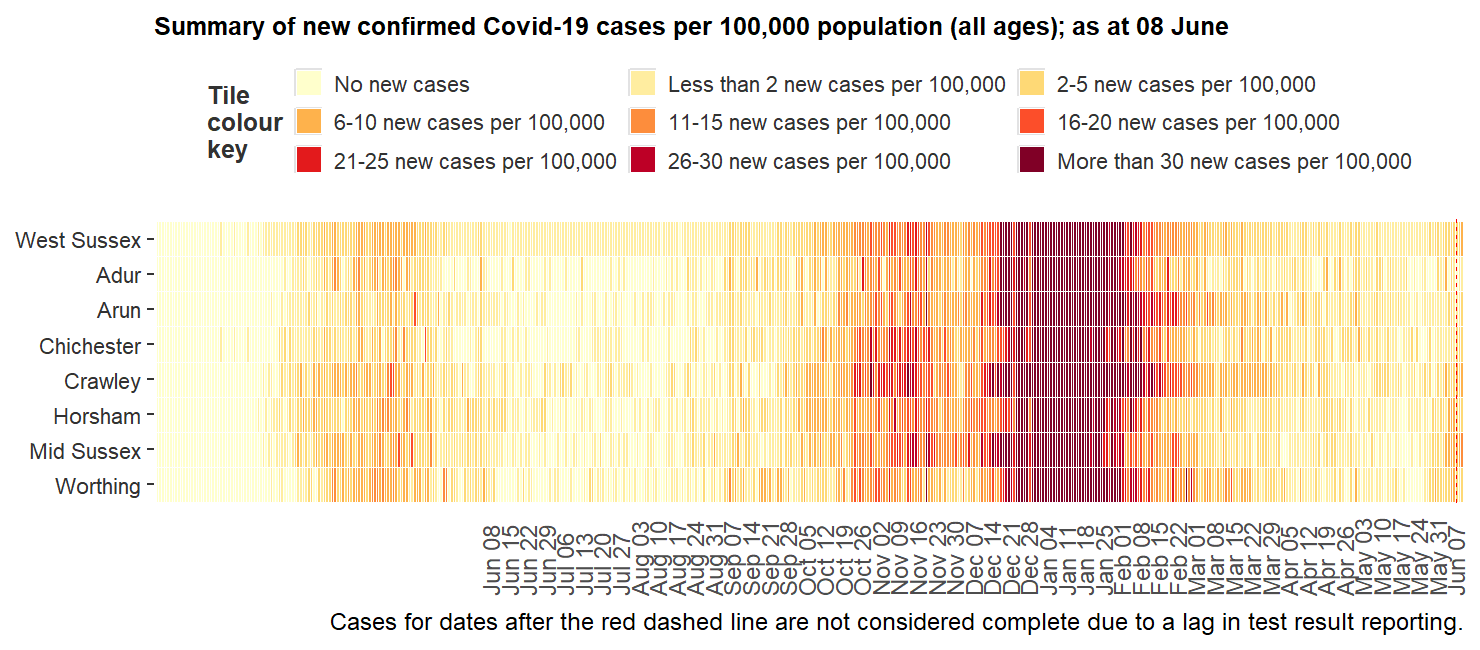 Summary of new confirmed Covid-19 cases per 100,000 population (all ages); as at 08 June
Tile
colour
key
No new cases
Less than 2 new cases per 100,000
2-5 new cases per 100,000
6-10 new cases per 100,000
11-15 new cases per 100,000
16-20 new cases per 100,000
21-25 new cases per 100,000
26-30 new cases per 100,000
More than 30 new cases per 100,000
West Sussex
Adur
Arun
Chichester
Crawley
Horsham
Mid Sussex
Worthing
Jun 08
Jun 15
Jun 22
Jun 29
Jul 06
Jul 13
Jul 20
Jul 27
Aug 03
Aug 10
Aug 17
Aug 24
Aug 31
Sep 07
Sep 14
Sep 21
Sep 28
Oct 05
Oct 12
Oct 19
Oct 26
Nov 02
Nov 09
Nov 16
Nov 23
Nov 30
Dec 07
Dec 14
Dec 21
Dec 28
Jan 04
Jan 11
Jan 18
Jan 25
Feb 01
Feb 08
Feb 15
Feb 22
Mar 01
Mar 08
Mar 15
Mar 22
Mar 29
Apr 05
Apr 12
Apr 19
Apr 26
May 03
May 10
May 17
May 24
May 31
Jun 07
Cases for dates after the red dashed line are not considered complete due to a lag in test result reporting.